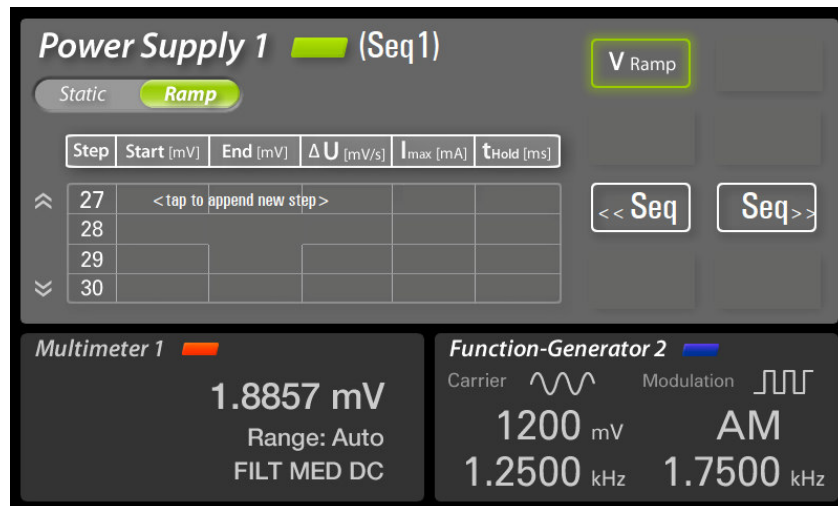 Power Supply 1 (Seq1)
Static Ramp
V Ramp
Step Start [mV] End [mV] ΔU [mV/s] Imax [mA] tHold [ms]
27 <tap to append new step>
28
29
30
<< Seq Seq >>
Multimeter 1
1.8857 mV
Range: Auto
FILT MED DC
Function-Generator 2
Carrier Modulation
1200 mV AM
1.2500 kHz 1.7500 kHz